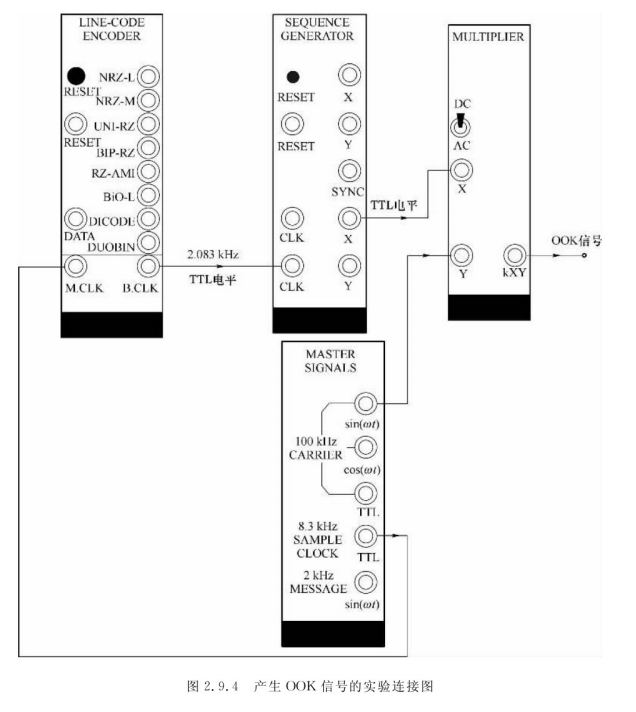 LINE-CODE
ENCODER
RESET
RESET
DATA
M.CLK
NRZ-L
NRZ-M
UNI-RZ
BIP-RZ
RZ-AMI
BiO-L
DICODE
DUOBIN
B.CLK
2.083 kHz
TTL电平
SEQUENCE
GENERATOR
RESET
X
RESET
Y
SYNC
CLK
X
CLK
Y
TTL电平
MULTIPLIER
DC
AC
X
Y
kXY
OOK信号
MASTER
SIGNALS
sin(ωt)
100 kHz
CARRIER
cos(ωt)
TTL
8.3 kHz
SAMPLE
CLOCK
TTL
2 kHz
MESSAGE
sin(ωt)
图 2.9.4 产生 OOK 信号的实验连接图